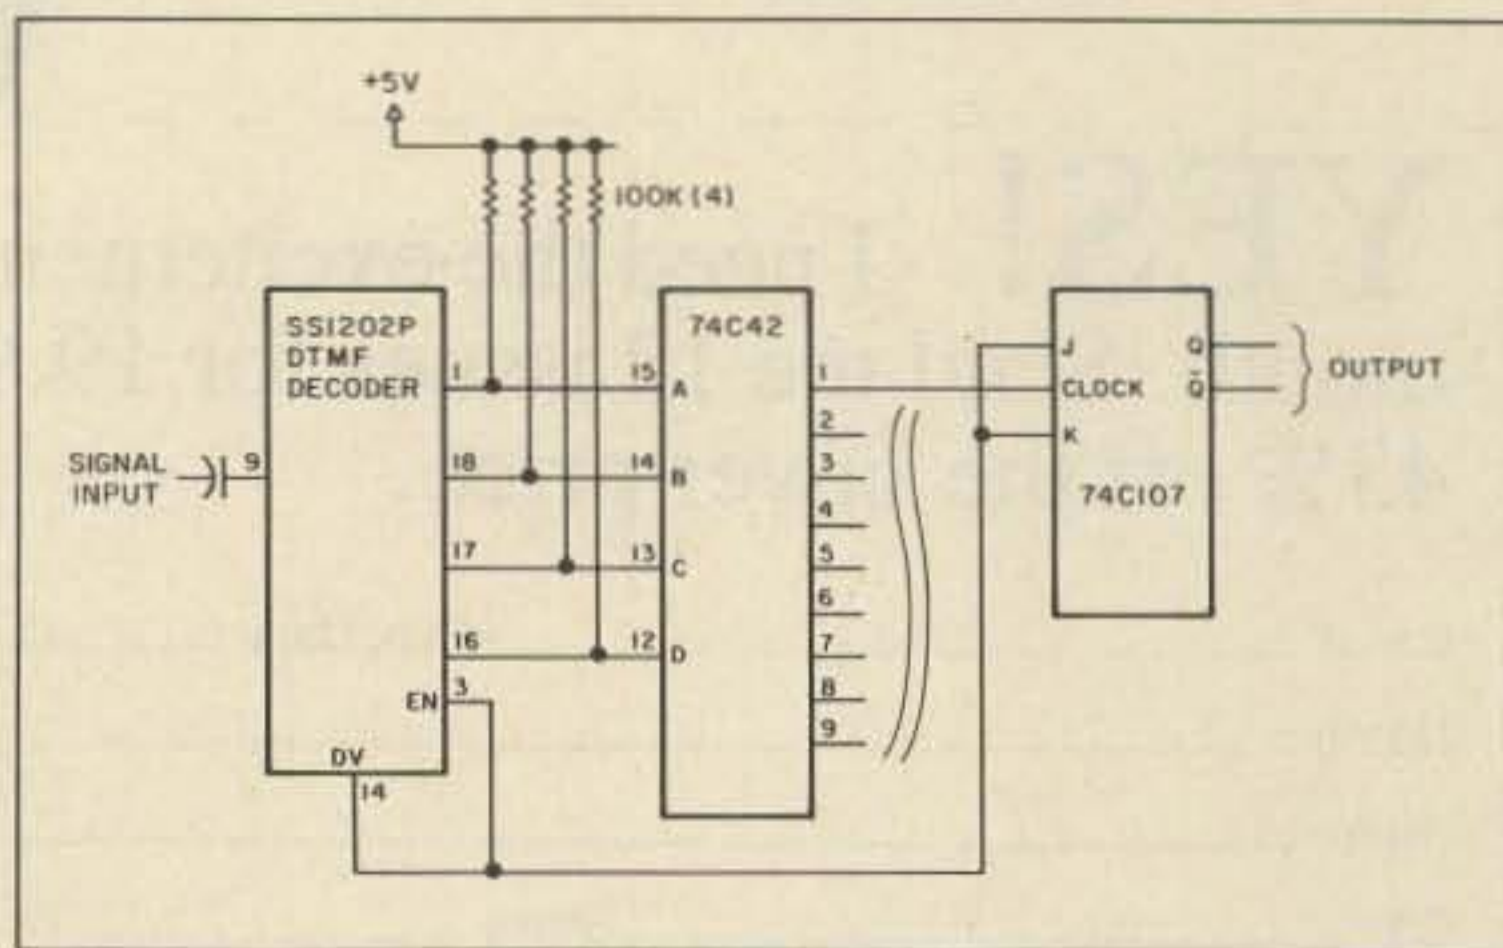 +5V
100K (4)
SSI202P
DTMF
DECODER
SIGNAL
INPUT
9
1
18
17
16
3
EN
DV
14
74C42
15
A
14
B
13
C
12
D
1
2
3
4
5
6
7
8
9
J
CLOCK
K
Q
Q̄
74C107
OUTPUT